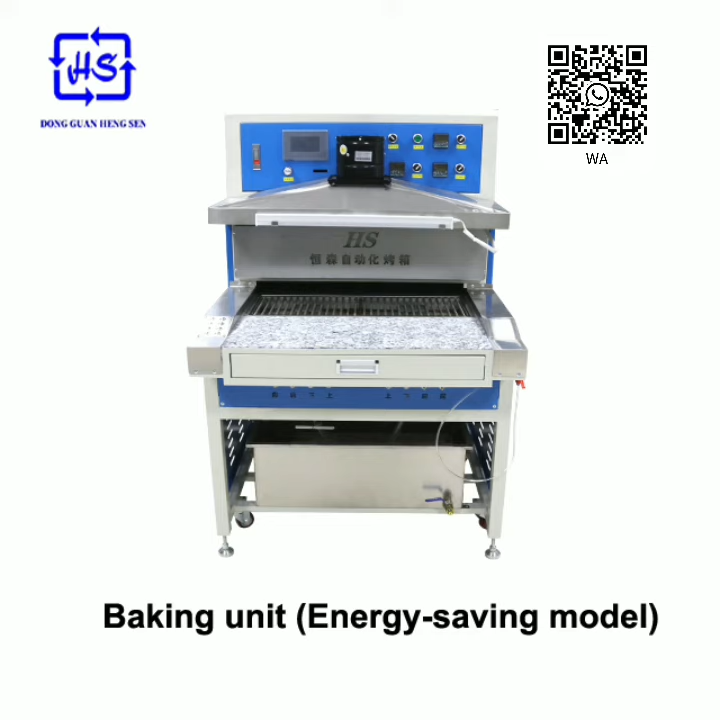 HS
DONG GUAN HENG SEN
WA
HS
恒森自动化烤箱
Baking unit (Energy-saving model)